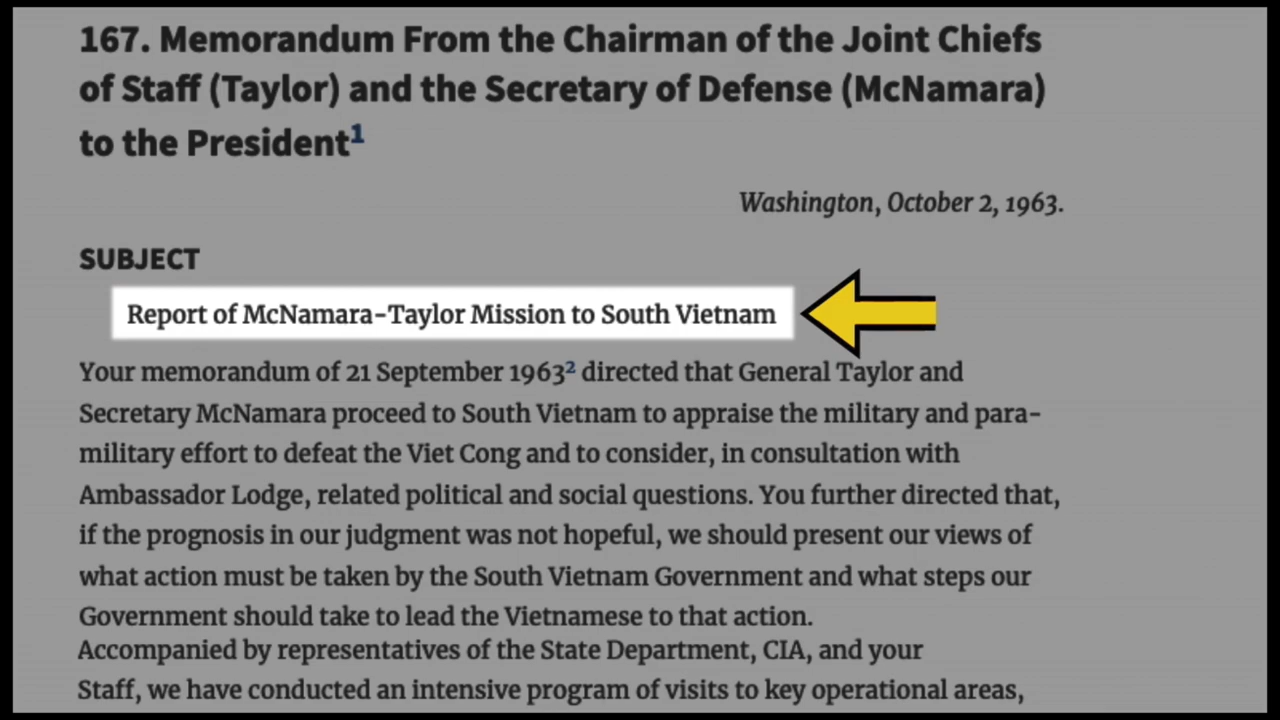 167. Memorandum From the Chairman of the Joint Chiefs
of Staff (Taylor) and the Secretary of Defense (McNamara)
to the President1
Washington, October 2, 1963.
SUBJECT
Report of McNamara-Taylor Mission to South Vietnam
Your memorandum of 21 September 19632 directed that General Taylor and
Secretary McNamara proceed to South Vietnam to appraise the military and para-
military effort to defeat the Viet Cong and to consider, in consultation with
Ambassador Lodge, related political and social questions. You further directed that,
if the prognosis in our judgment was not hopeful, we should present our views of
what action must be taken by the South Vietnam Government and what steps our
Government should take to lead the Vietnamese to that action.
Accompanied by representatives of the State Department, CIA, and your
Staff, we have conducted an intensive program of visits to key operational areas,